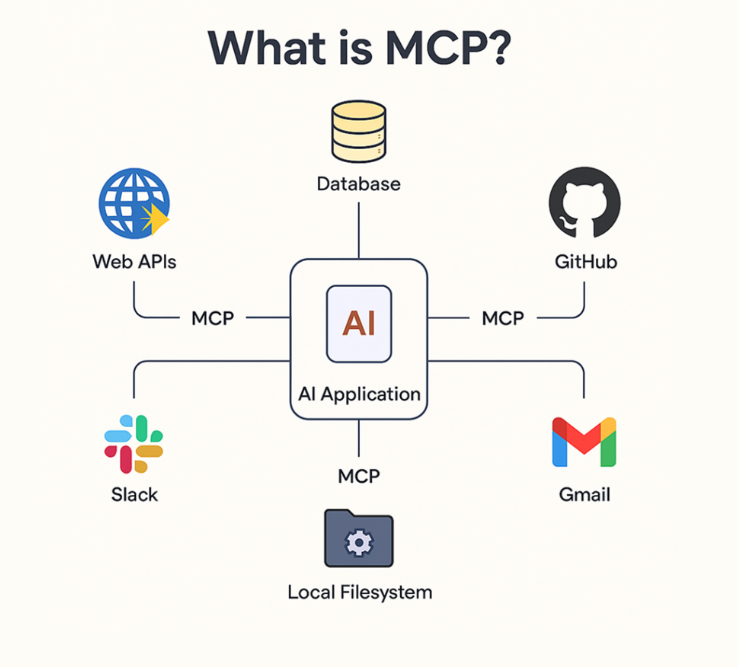 What is MCP?
Database
Web APIs
GitHub
MCP
MCP
AI
AI Application
MCP
Slack
Gmail
Local Filesystem